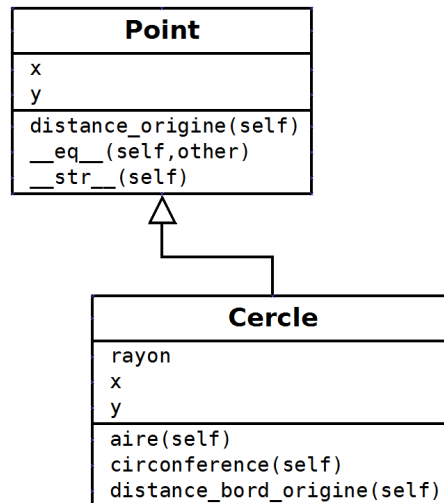 Point
x
y
distance_origine(self)
__eq__(self,other)
__str__(self)
Cercle
rayon
x
y
aire(self)
circonference(self)
distance_bord_origine(self)